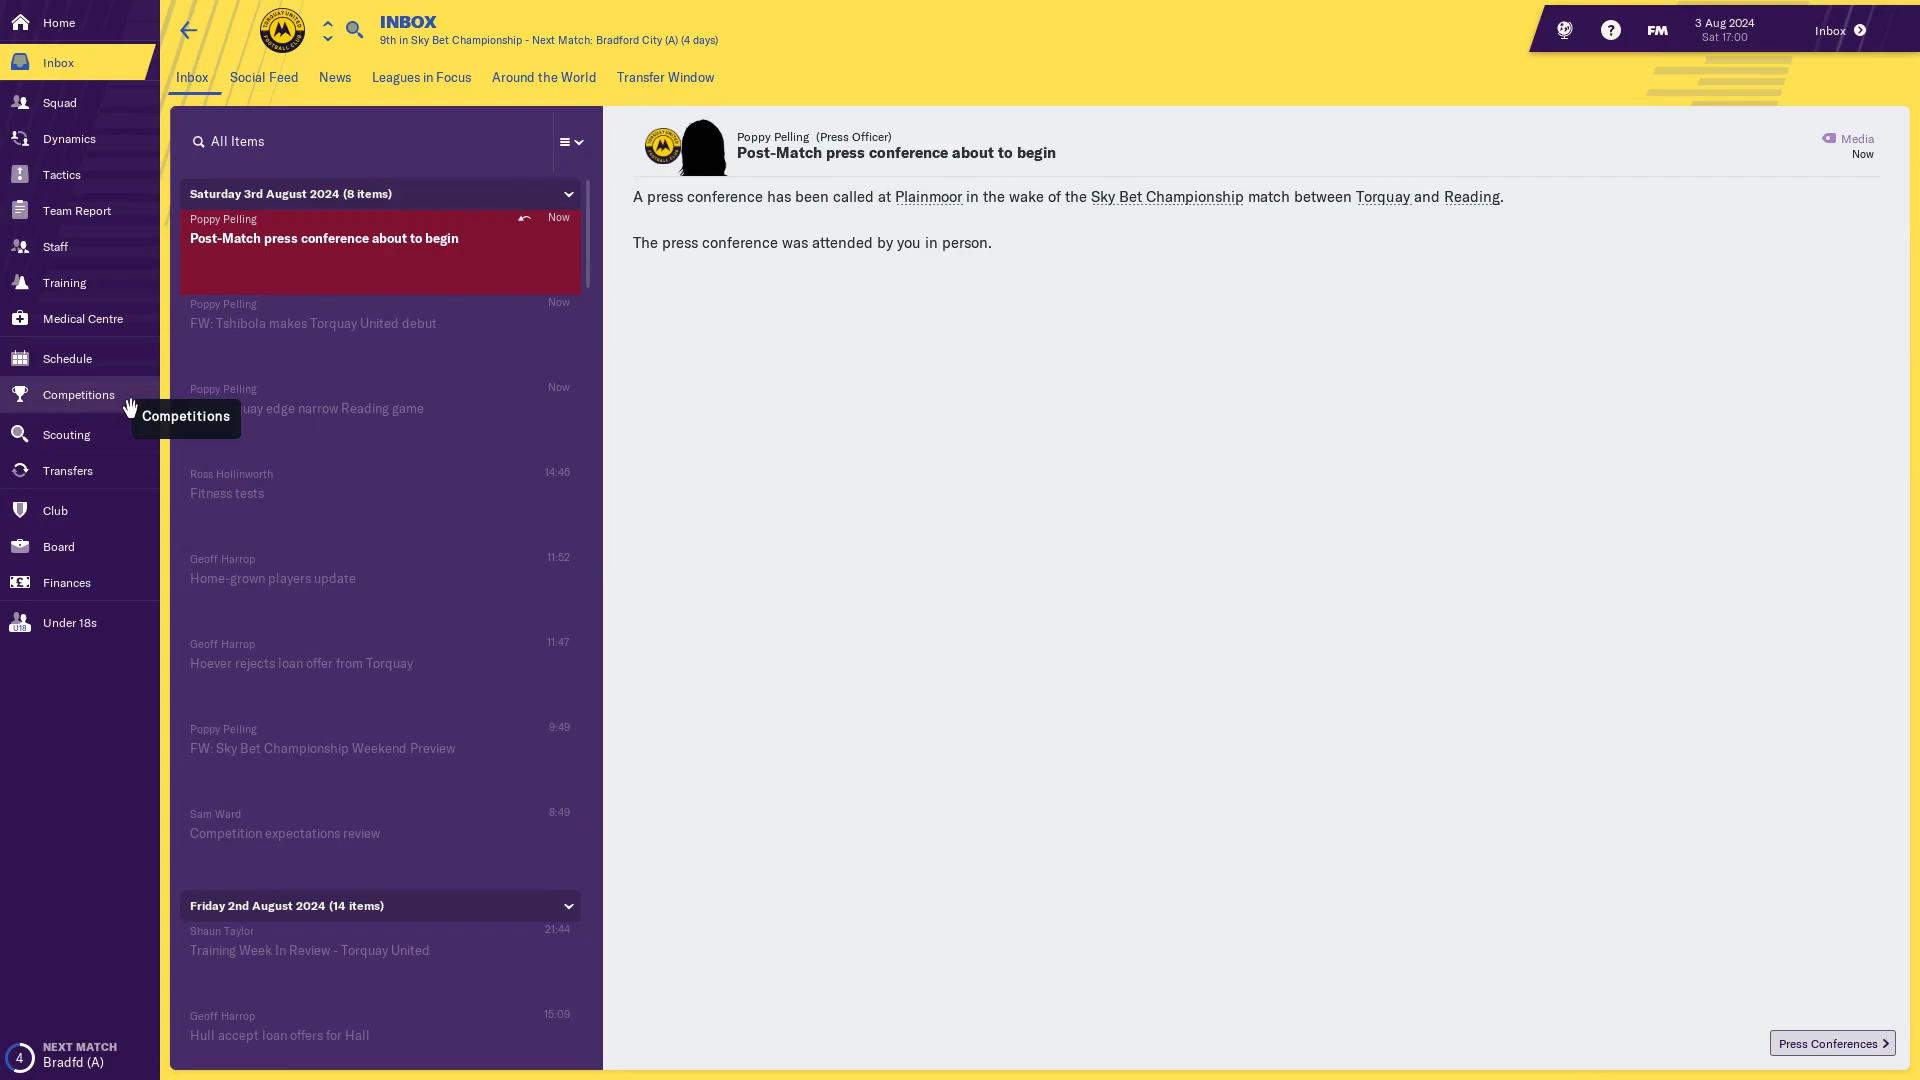 Home
Inbox
Squad
Dynamics
Tactics
Team Report
Staff
Training
Medical Centre
Schedule
Competitions
Scouting
Transfers
Club
Board
Finances
U18
Under 18s
4
NEXT MATCH
Bradfd (A)
Competitions
TORQUAY UNITED
FOOTBALL CLUB
INBOX
9th in Sky Bet Championship - Next Match: Bradford City (A) (4 days)
?
FM
3 Aug 2024
Sat 17:00
Inbox
Inbox
Social Feed
News
Leagues in Focus
Around the World
Transfer Window
All Items
Saturday 3rd August 2024 (8 items)
Poppy Pelling
Now
Post-Match press conference about to begin
Poppy Pelling
Now
FW: Tshibola makes Torquay United debut
Poppy Pelling
Now
uay edge narrow Reading game
Ross Hollinworth
14:46
Fitness tests
Geoff Harrop
11:52
Home-grown players update
Geoff Harrop
11:47
Hoever rejects loan offer from Torquay
Poppy Pelling
9:49
FW: Sky Bet Championship Weekend Preview
Sam Ward
8:49
Competition expectations review
Friday 2nd August 2024 (14 items)
Shaun Taylor
21:44
Training Week In Review - Torquay United
Geoff Harrop
15:09
Hull accept loan offers for Hall
Poppy Pelling (Press Officer)
Post-Match press conference about to begin
Media
Now
A press conference has been called at Plainmoor in the wake of the Sky Bet Championship match between Torquay and Reading.
The press conference was attended by you in person.
Press Conferences